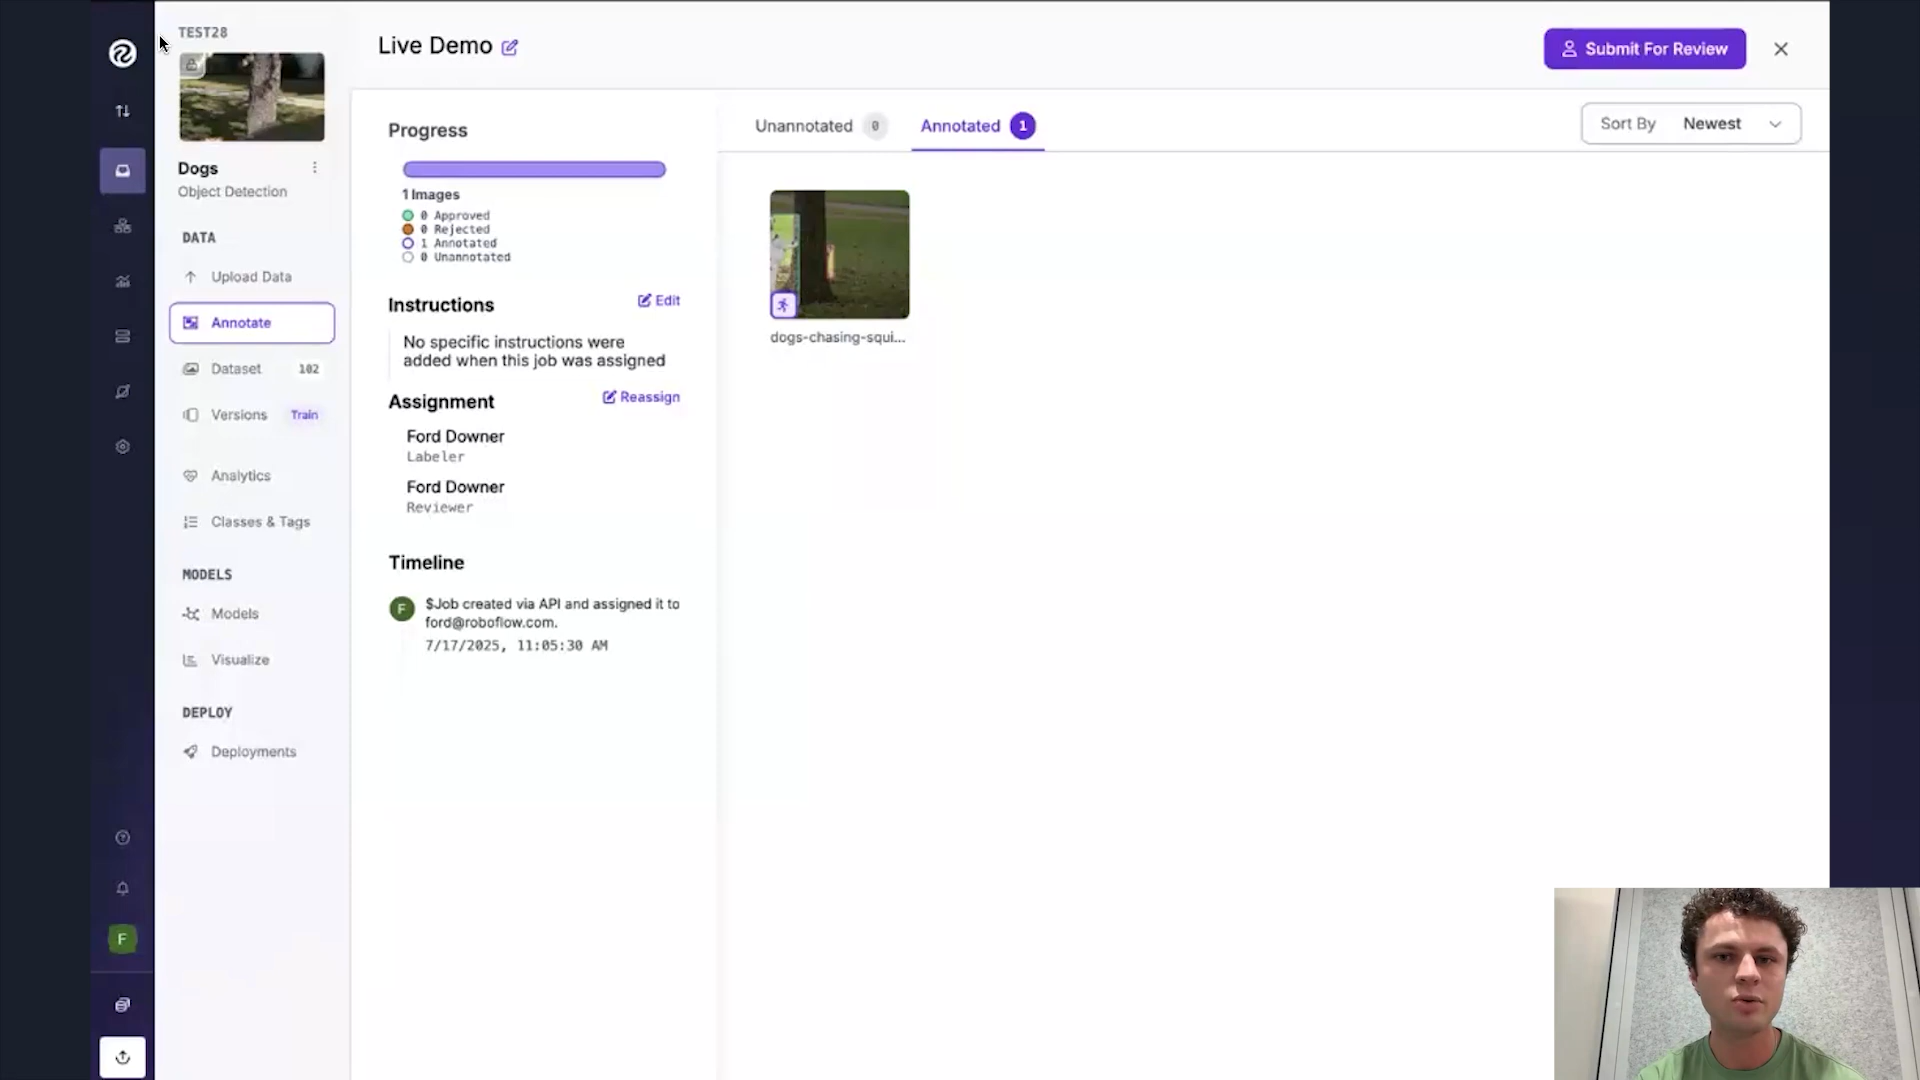 TEST28
Dogs
Object Detection
DATA
Upload Data
Annotate
Dataset 102
Versions Train
Analytics
Classes & Tags
MODELS
Models
Visualize
DEPLOY
Deployments
F
Live Demo
Submit For Review
Progress
1 Images
0 Approved
0 Rejected
1 Annotated
0 Unannotated
Instructions
Edit
No specific instructions were
added when this job was assigned
Assignment
Reassign
Ford Downer
Labeler
Ford Downer
Reviewer
Timeline
F
$Job created via API and assigned it to
ford@roboflow.com.
7/17/2025, 11:05:30 AM
Unannotated 0
Annotated 1
Sort By Newest
dogs-chasing-squi...